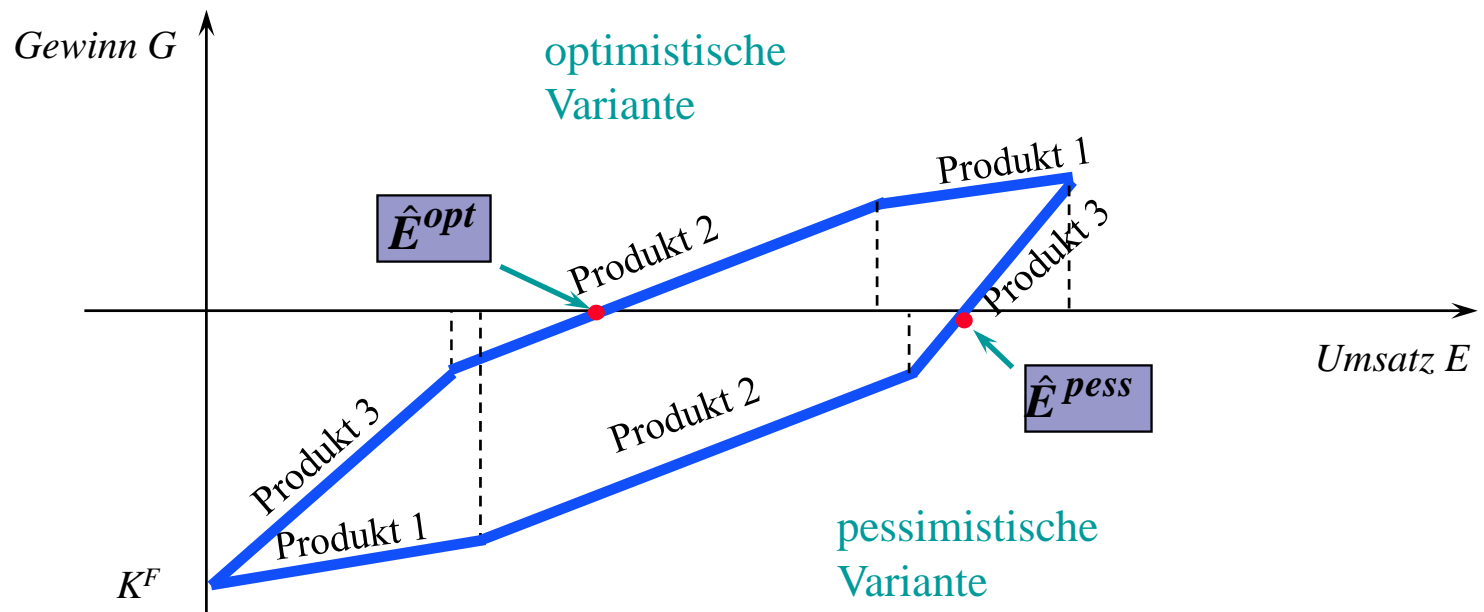 Gewinn G
optimistische
Variante
Produkt 1
Ê^opt
Produkt 2
Produkt 3
Umsatz E
Ê^pess
Produkt 3
Produkt 2
Produkt 1
pessimistische
Variante
K^F